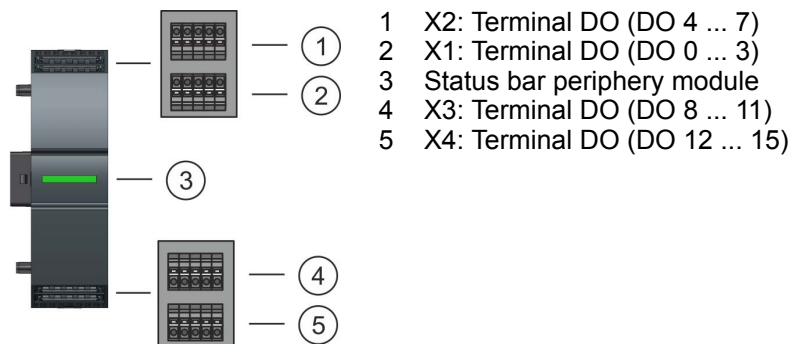 1 X2: Terminal DO (DO 4 ... 7)
2 X1: Terminal DO (DO 0 ... 3)
3 Status bar periphery module
4 X3: Terminal DO (DO 8 ... 11)
5 X4: Terminal DO (DO 12 ... 15)
1
2
3
4
5